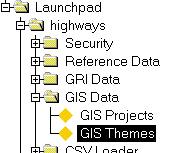 Launchpad
highways
Security
Reference Data
GRI Data
GIS Data
GIS Projects
GIS Themes
CSV Loader